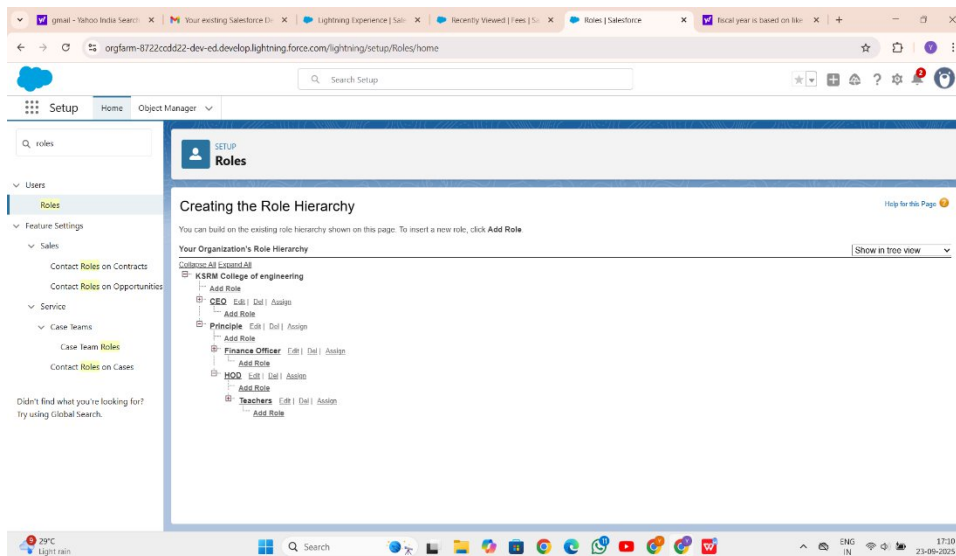 gmail - Yahoo India Search
Your existing Salesforce De
Lightning Experience | Sale
Recently Viewed | Fees | Sa
Roles | Salesforce
fiscal year is based on like
orgfarm-8722ccdd22-dev-ed.develop.lightning.force.com/lightning/setup/Roles/home
Search Setup
2
Setup
Home
Object Manager
roles
Users
Roles
Feature Settings
Sales
Contact Roles on Contracts
Contact Roles on Opportunities
Service
Case Teams
Case Team Roles
Contact Roles on Cases
Didn't find what you're looking for?
Try using Global Search.
SETUP
Roles
Creating the Role Hierarchy
Help for this Page
You can build on the existing role hierarchy shown on this page. To insert a new role, click Add Role.
Your Organization's Role Hierarchy
Show in tree view
Collapse All Expand All
KSRM College of engineering
Add Role
CEO Edit | Del | Assign
Add Role
Principle Edit | Del | Assign
Add Role
Finance Officer Edit | Del | Assign
Add Role
HOD Edit | Del | Assign
Add Role
Teachers Edit | Del | Assign
Add Role
9
29°C
Light rain
Search
ENG
IN
17:10
23-09-2025